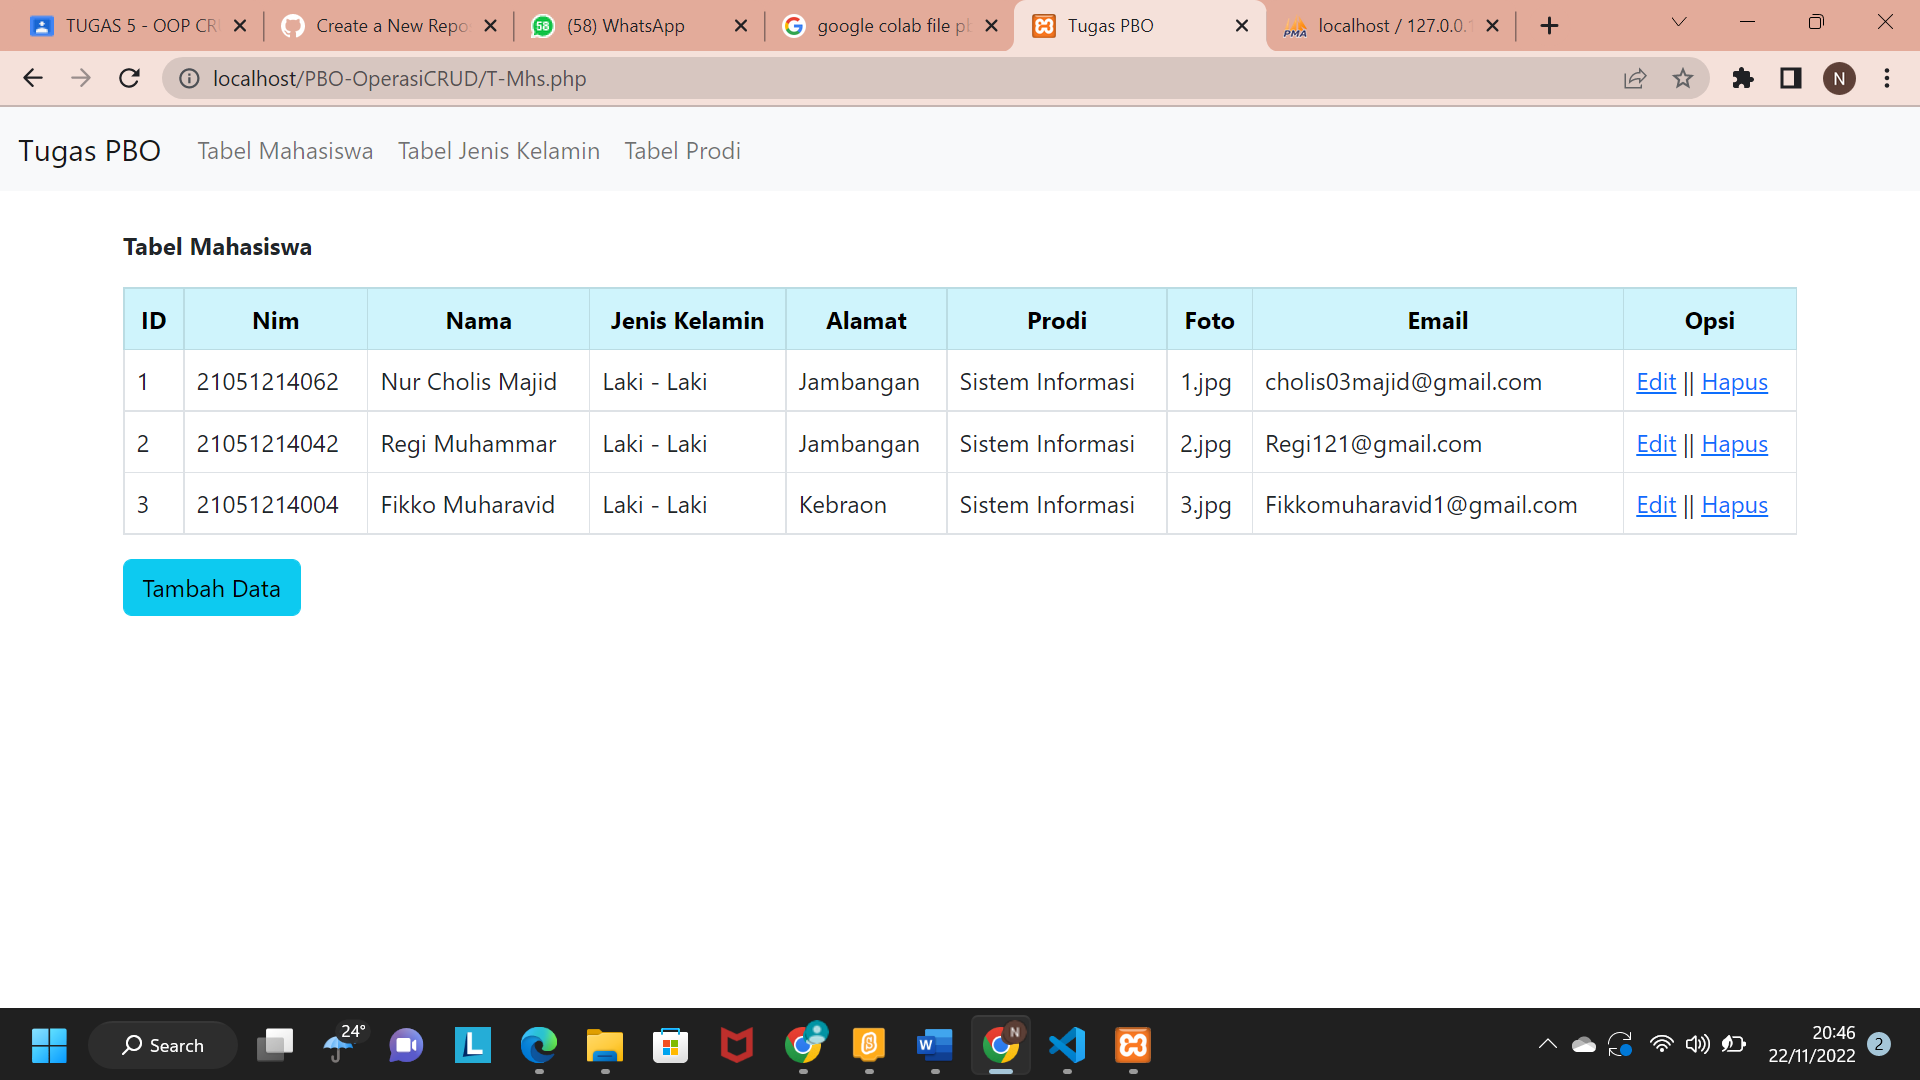 TUGAS 5 - OOP CR
Create a New Repo
58
(58) WhatsApp
google colab file p
Tugas PBO
PMA
localhost / 127.0.0.1
localhost/PBO-OperasiCRUD/T-Mhs.php
N
Tugas PBO Tabel Mahasiswa Tabel Jenis Kelamin Tabel Prodi
Tabel Mahasiswa
ID Nim Nama Jenis Kelamin Alamat Prodi Foto Email Opsi
1 21051214062 Nur Cholis Majid Laki - Laki Jambangan Sistem Informasi 1.jpg cholis03majid@gmail.com Edit || Hapus
2 21051214042 Regi Muhammar Laki - Laki Jambangan Sistem Informasi 2.jpg Regi121@gmail.com Edit || Hapus
3 21051214004 Fikko Muharavid Laki - Laki Kebraon Sistem Informasi 3.jpg Fikkomuharavid1@gmail.com Edit || Hapus
Tambah Data
Search
24°
L
W
N
20:46
22/11/2022
2